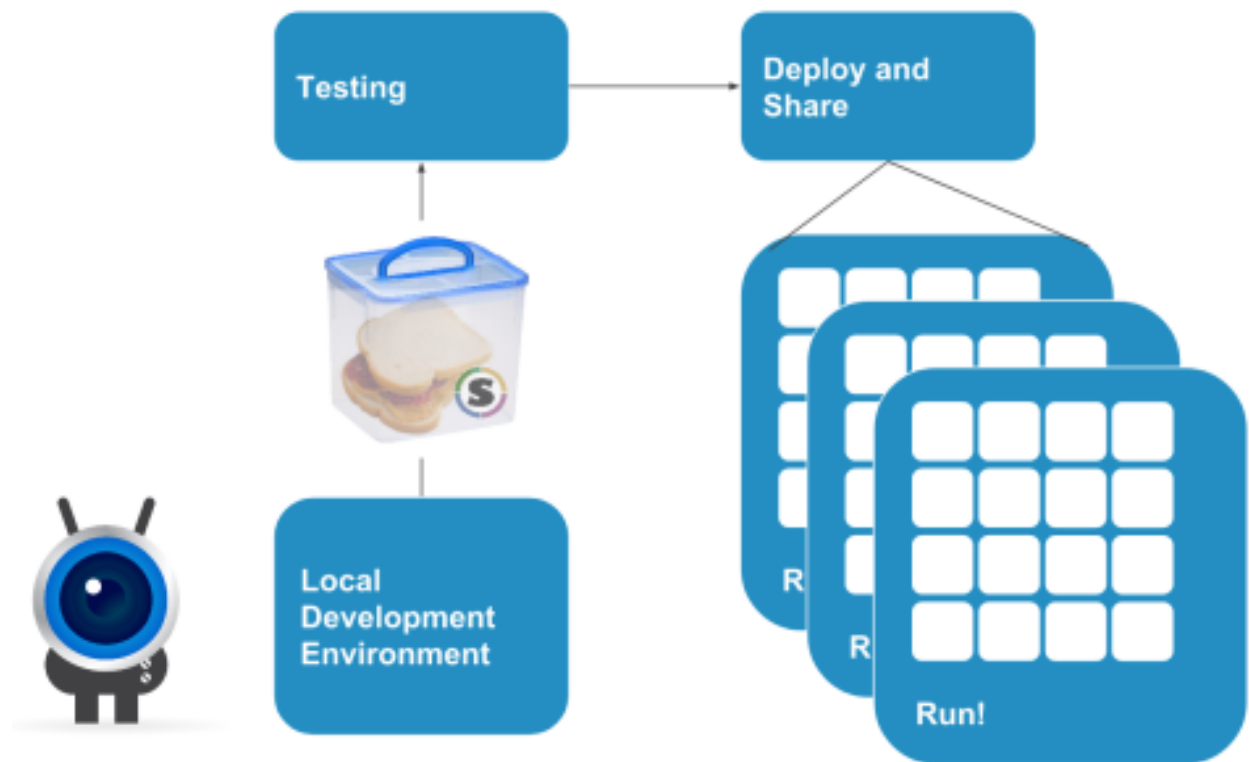 Testing
Deploy and
Share
S
Local
Development
Environment
R
R
Run!